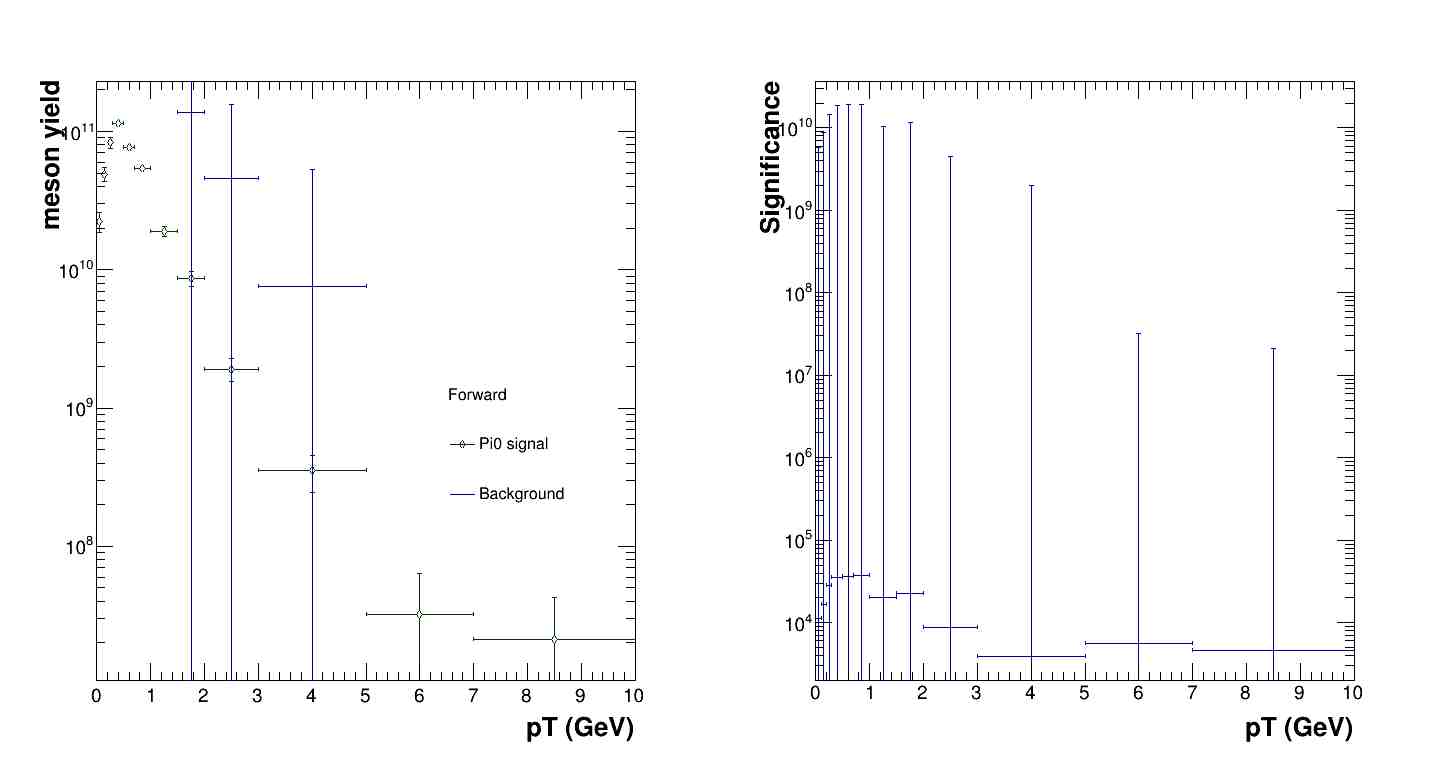 meson yield
10^11
10^10
10^9
10^8
0 1 2 3 4 5 6 7 8 9 10
pT (GeV)
Forward
Pi0 signal
Background
Significance
10^10
10^9
10^8
10^7
10^6
10^5
10^4
0 1 2 3 4 5 6 7 8 9 10
pT (GeV)